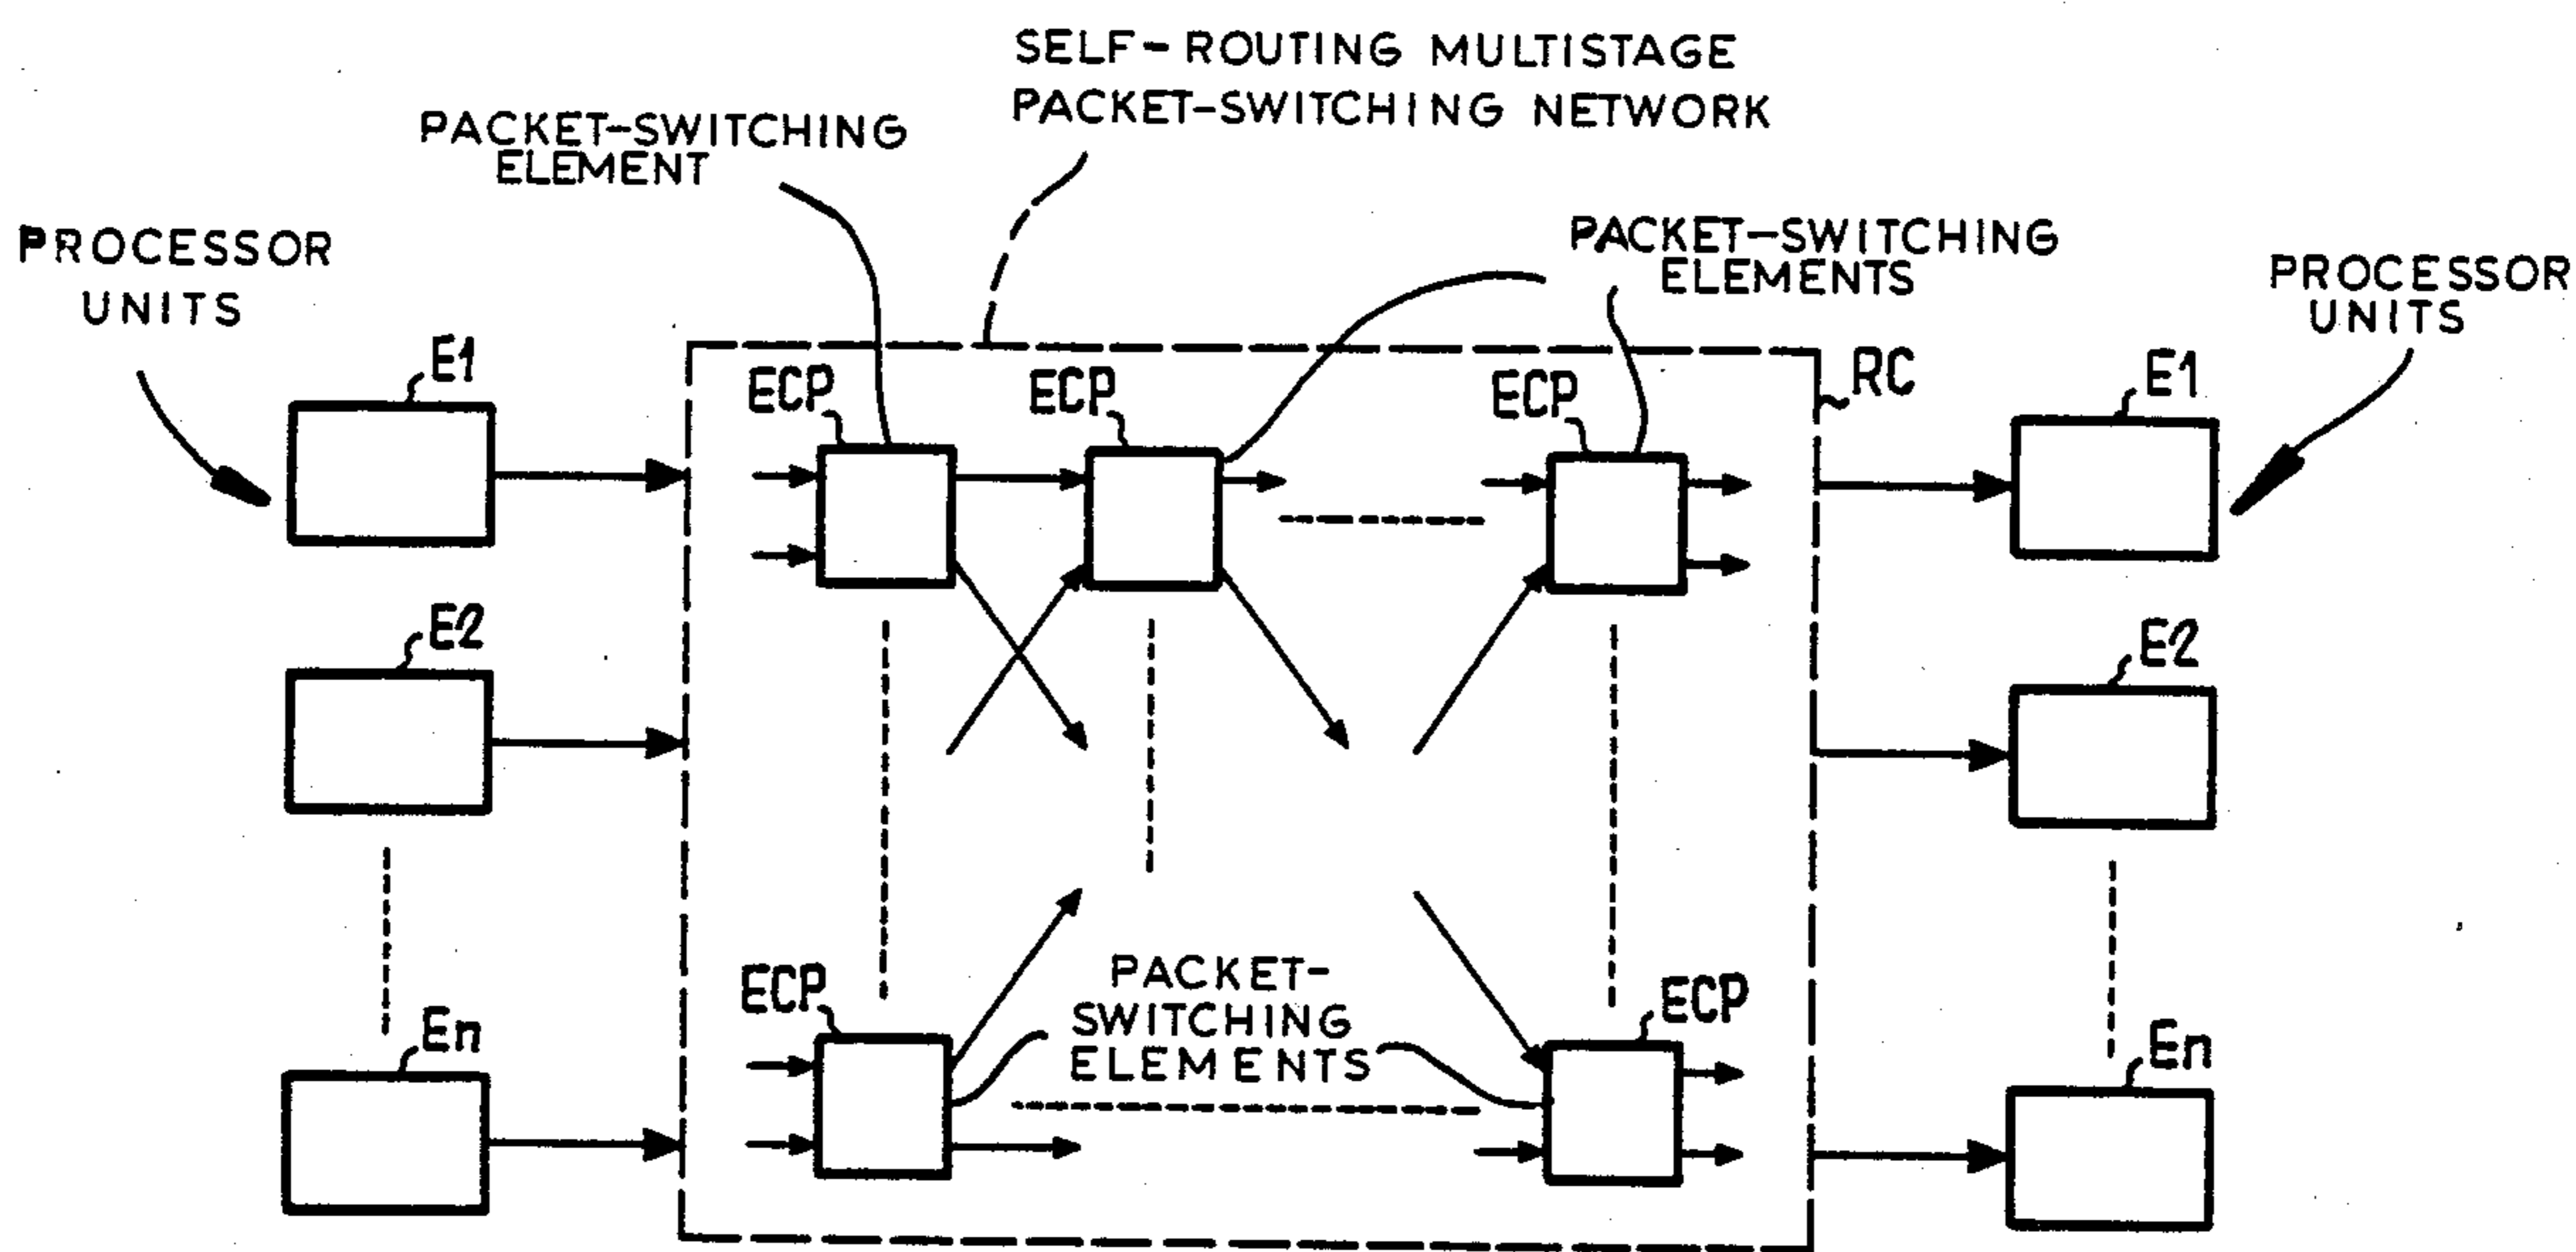 SELF-ROUTING MULTISTAGE
PACKET-SWITCHING NETWORK
PACKET-SWITCHING
ELEMENT
PROCESSOR
UNITS
PACKET-SWITCHING
ELEMENTS
PROCESSOR
UNITS
E1
ECP
ECP
ECP
RC
E1
E2
E2
ECP
PACKET-
SWITCHING
ELEMENTS
ECP
En
En